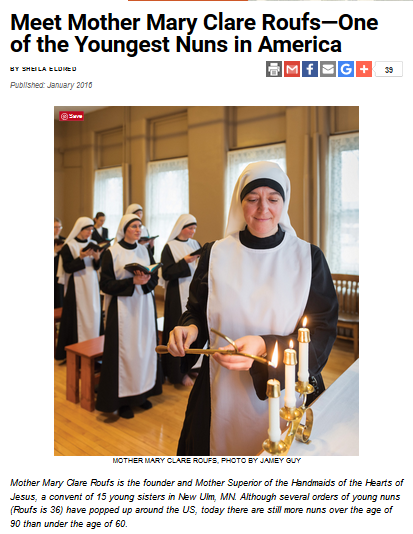 Meet Mother Mary Clare Roufs—One
of the Youngest Nuns in America
BY SHEILA ELDRED
39
Published: January 2016
Save
MOTHER MARY CLARE ROUFS, PHOTO BY JAMEY GUY
Mother Mary Clare Roufs is the founder and Mother Superior of the Handmaids of the Hearts of
Jesus, a convent of 15 young sisters in New Ulm, MN. Although several orders of young nuns
(Roufs is 36) have popped up around the US, today there are still more nuns over the age of
90 than under the age of 60.